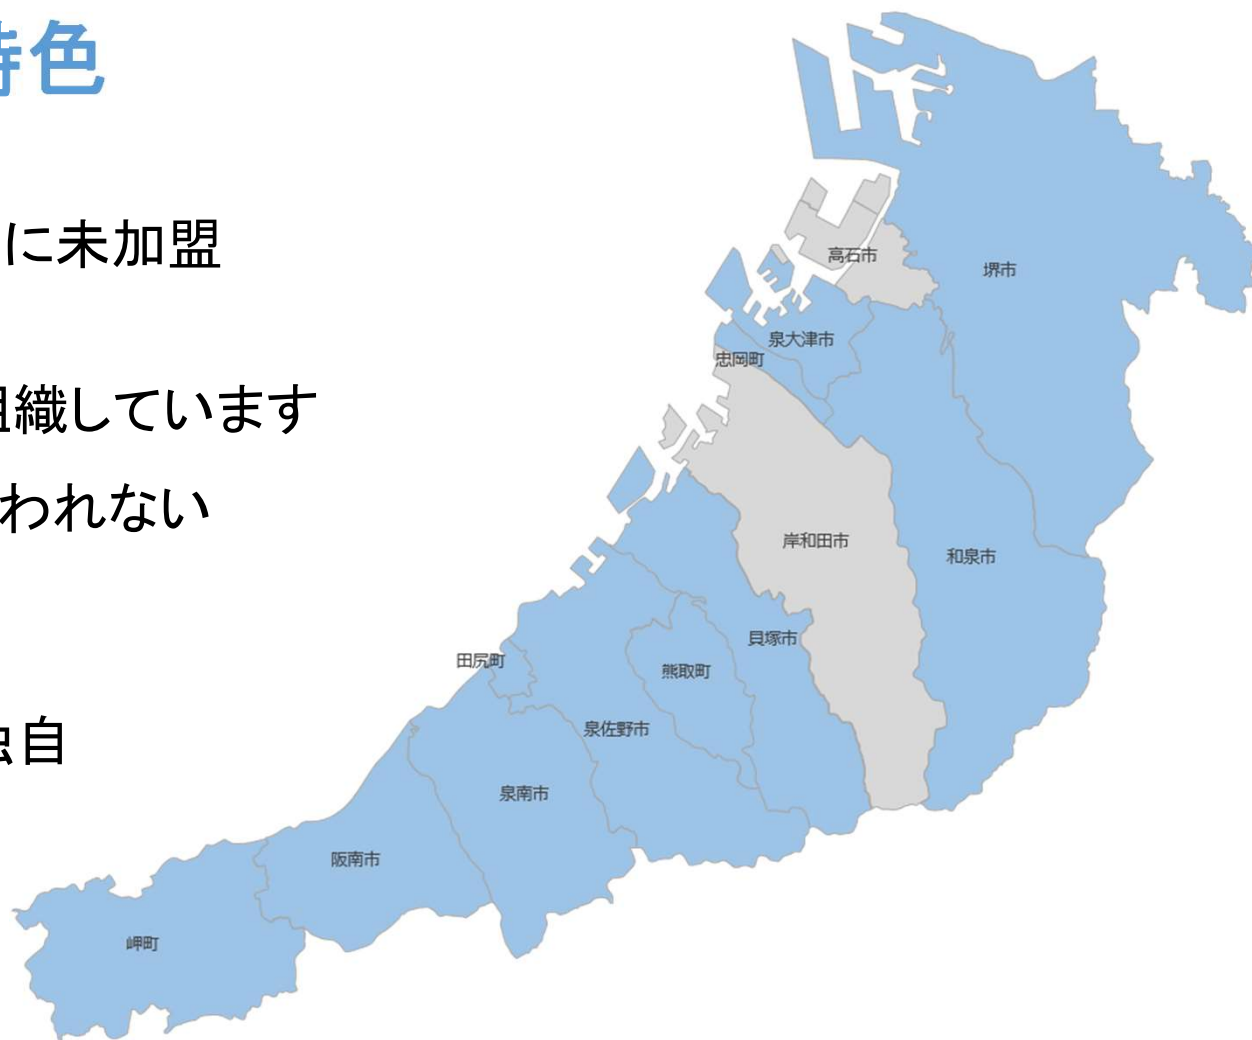 特色
に未加盟
組織しています
われない
独自
高石市
堺市
泉大津市
忠岡町
岸和田市
和泉市
貝塚市
田尻町
熊取町
泉佐野市
泉南市
阪南市
岬町